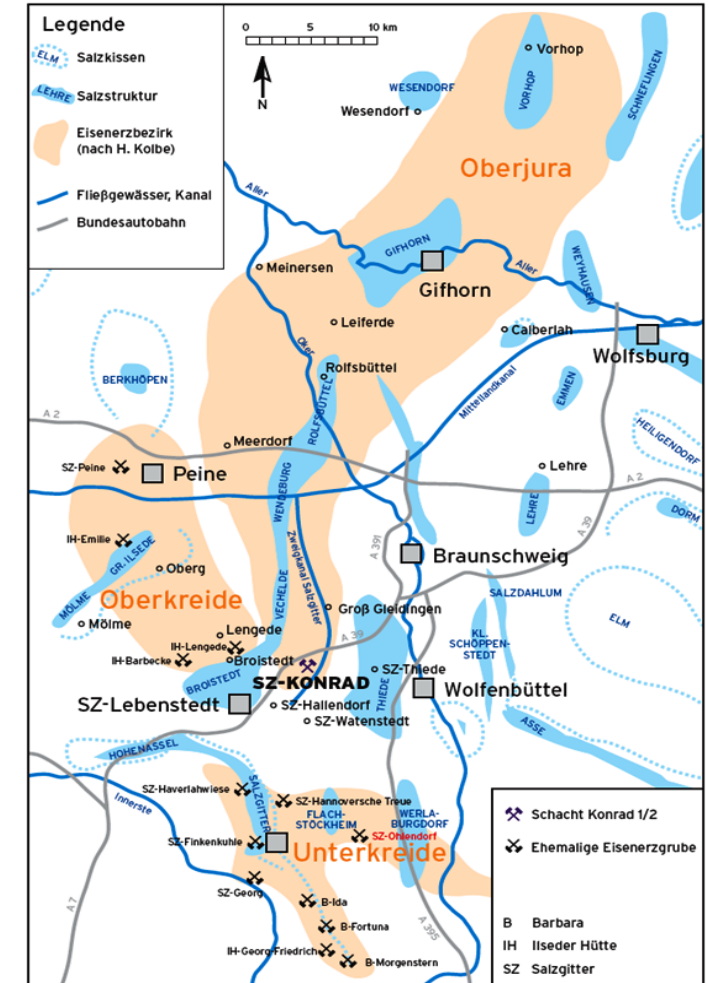 Legende
ELM
Salzkissen
LEHRE
Salzstruktur
Eisenerzbezirk
(nach H. Kolbe)
Fließgewässer, Kanal
Bundesautobahn
0 5 10 km
N
Vorhop
VORHOP
SCHNEFLINGEN
WESENDORF
Wesendorf
Oberjura
Aller
GIFHORN
Gifhorn
Aller
WEYHAUSEN
Meinersen
Leiferde
Calberlah
Wolfsburg
Oker
Rolfsbüttel
ROLFSBÜTTEL
Mittellandkanal
EMMEN
BERKHÖPEN
HEILIGENDORF
A 2
Meerdorf
SZ-Peine
Peine
Lehre
LEHRE
A 2
WENDEBURG
DORM
A 39
IH-Emilie
GR. ILSEDE
Zweigkanal Salzgitter
A 391
Braunschweig
Oberg
MÖLME
Oberkreide
VECHELDE
SALZDAHLUM
Mölme
Groß Gleidingen
ELM
Lengede
A 39
KL.
SCHÖPPEN-
STEDT
IH-Lengede
IH-Barbecke
Broistedt
BROISTEDT
SZ-KONRAD
SZ-Thiede
THIEDE
Wolfenbüttel
SZ-Lebenstedt
SZ-Hallendorf
SZ-Watenstedt
ASSE
HOHENASSEL
Innerste
SZ-Haverlahwiese
SALZGITTER
SZ-Hannoversche Treue
FLACH-
STÖCKHEIM
WERLA-
BURGDORF
SZ-Ohlendorf
SZ-Finkenkuhle
Unterkreide
SZ-Georg
B-Ida
B-Fortuna
IH-Georg-Friedrich
B-Morgenstern
A 7
A 395
Schacht Konrad 1/2
Ehemalige Eisenerzgrube
B Barbara
IH Ilseder Hütte
SZ Salzgitter